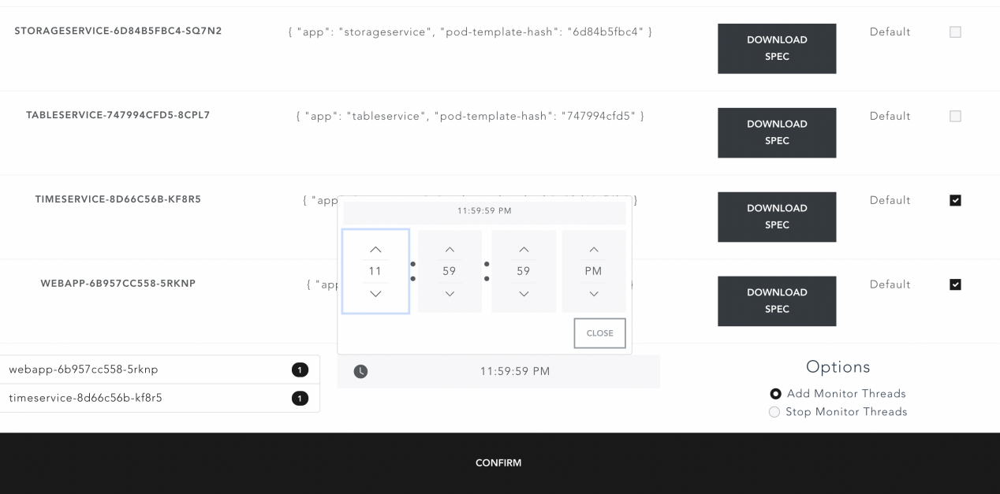 STORAGESERVICE-6D84B5FBC4-SQ7N2 { "app": "storageservice", "pod-template-hash": "6d84b5fbc4" } DOWNLOAD SPEC Default
TABLESERVICE-747994CFD5-8CPL7 { "app": "tableservice", "pod-template-hash": "747994cfd5" } DOWNLOAD SPEC Default
TIMESERVICE-8D66C56B-KF8R5 { "app } DOWNLOAD SPEC Default
11:59:59 PM
11 : 59 : 59 PM
WEBAPP-6B957CC558-5RKNP { "app DOWNLOAD SPEC Default
CLOSE
webapp-6b957cc558-5rknp 1
timeservice-8d66c56b-kf8r5 1
11:59:59 PM
Options
Add Monitor Threads
Stop Monitor Threads
CONFIRM